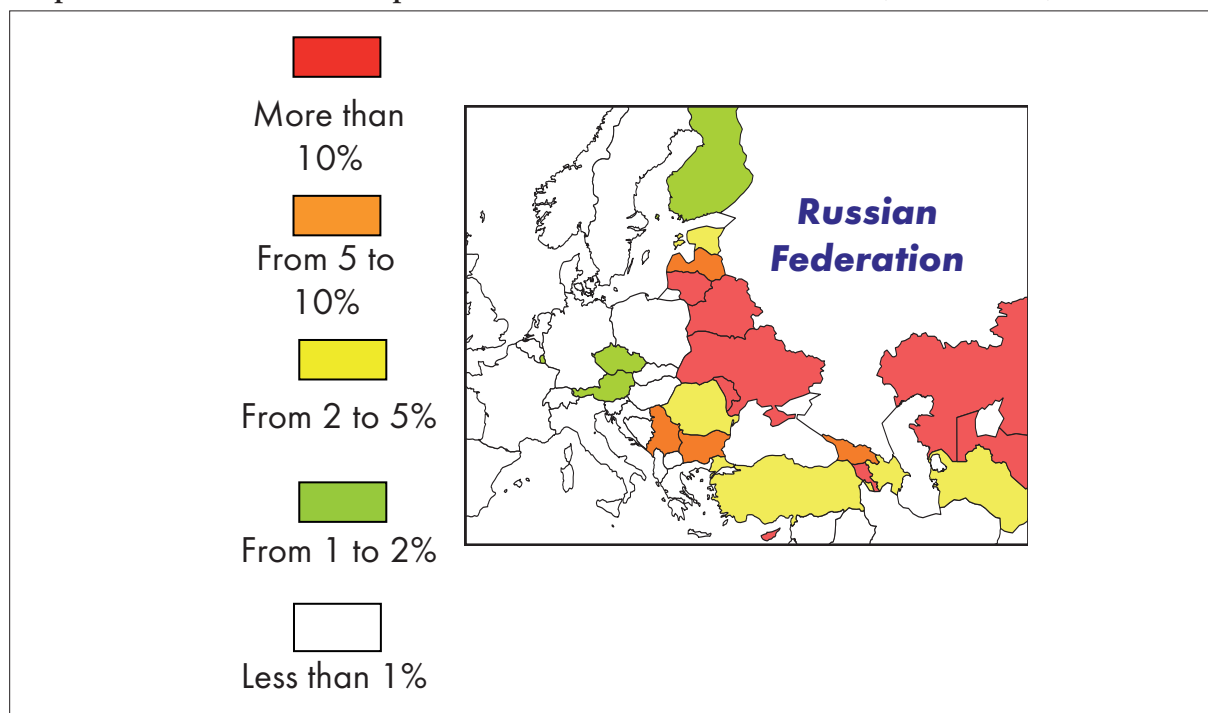 More than
10%
From 5 to
10%
From 2 to 5%
From 1 to 2%
Less than 1%
Russian
Federation